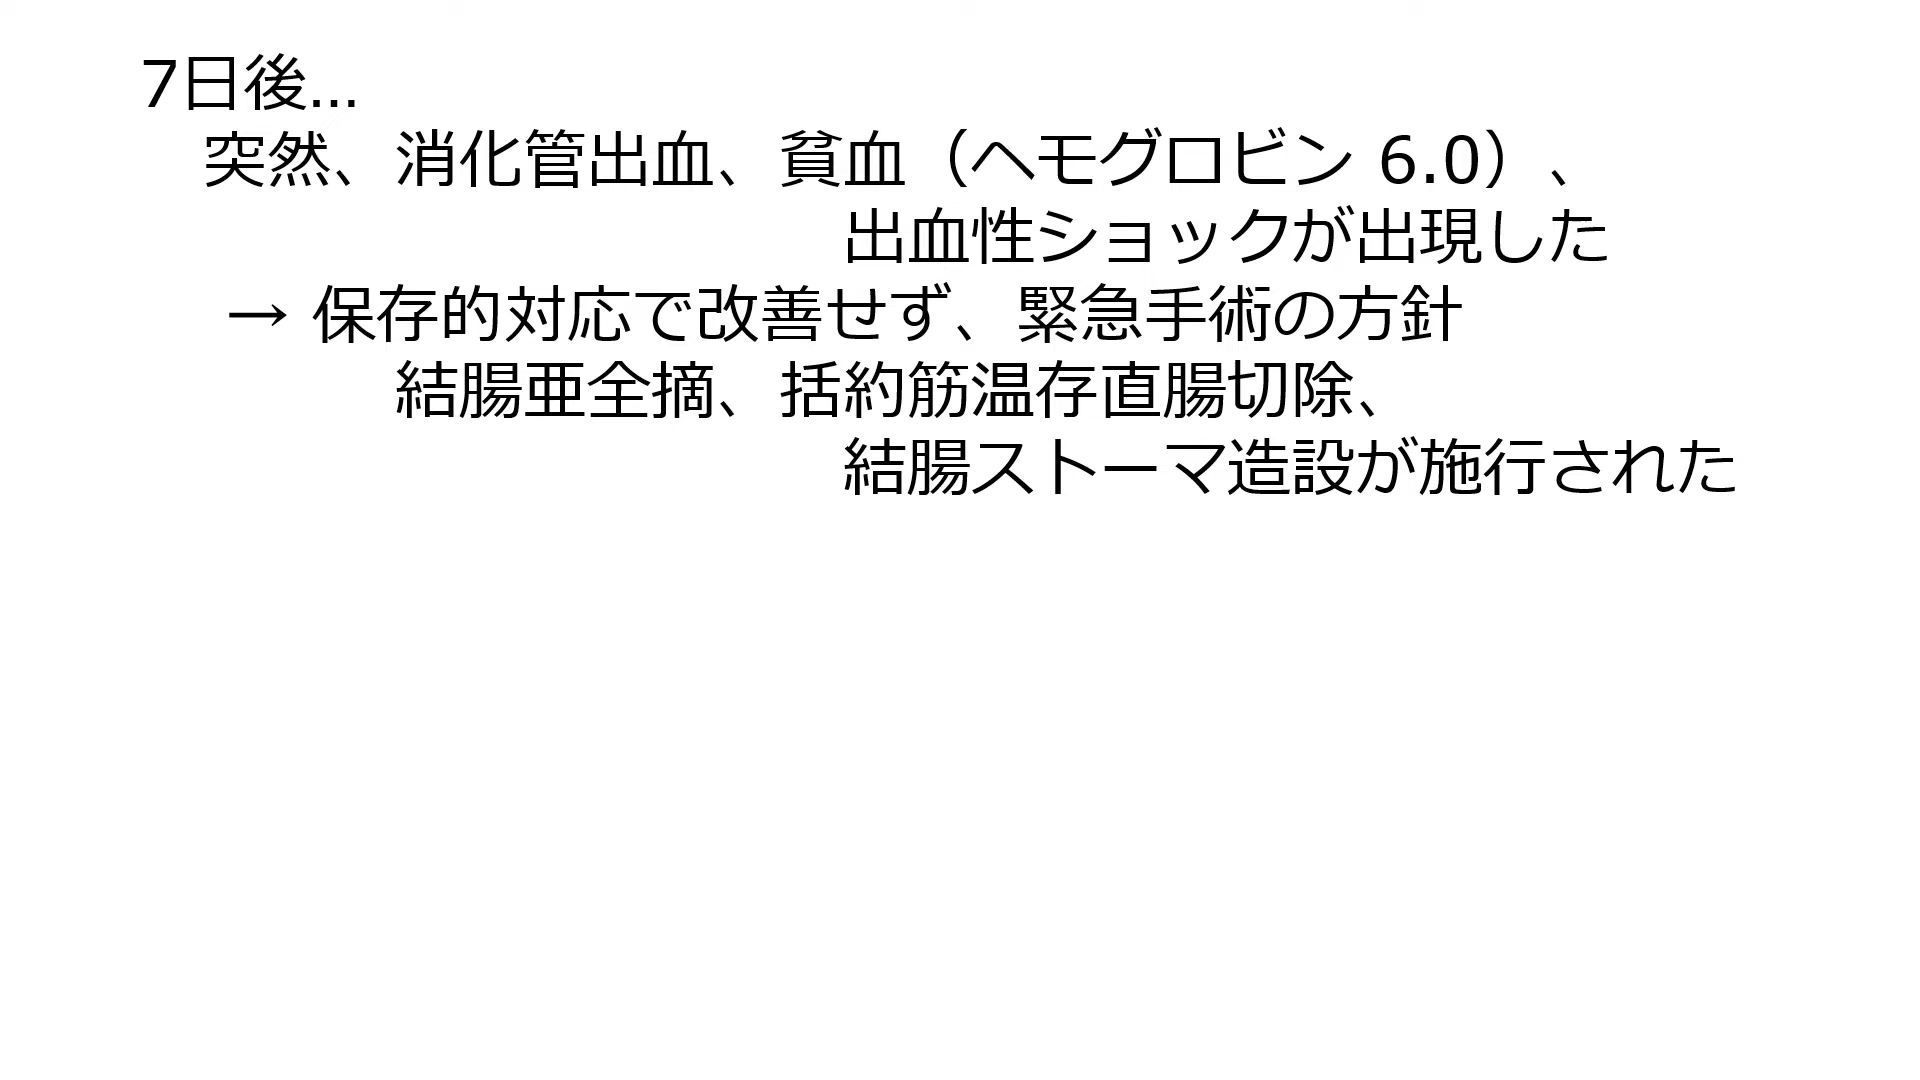 7日後…
突然、消化管出血、貧血（ヘモグロビン 6.0）、
出血性ショックが出現した
→ 保存的対応で改善せず、緊急手術の方針
結腸亜全摘、括約筋温存直腸切除、
結腸ストーマ造設が施行された